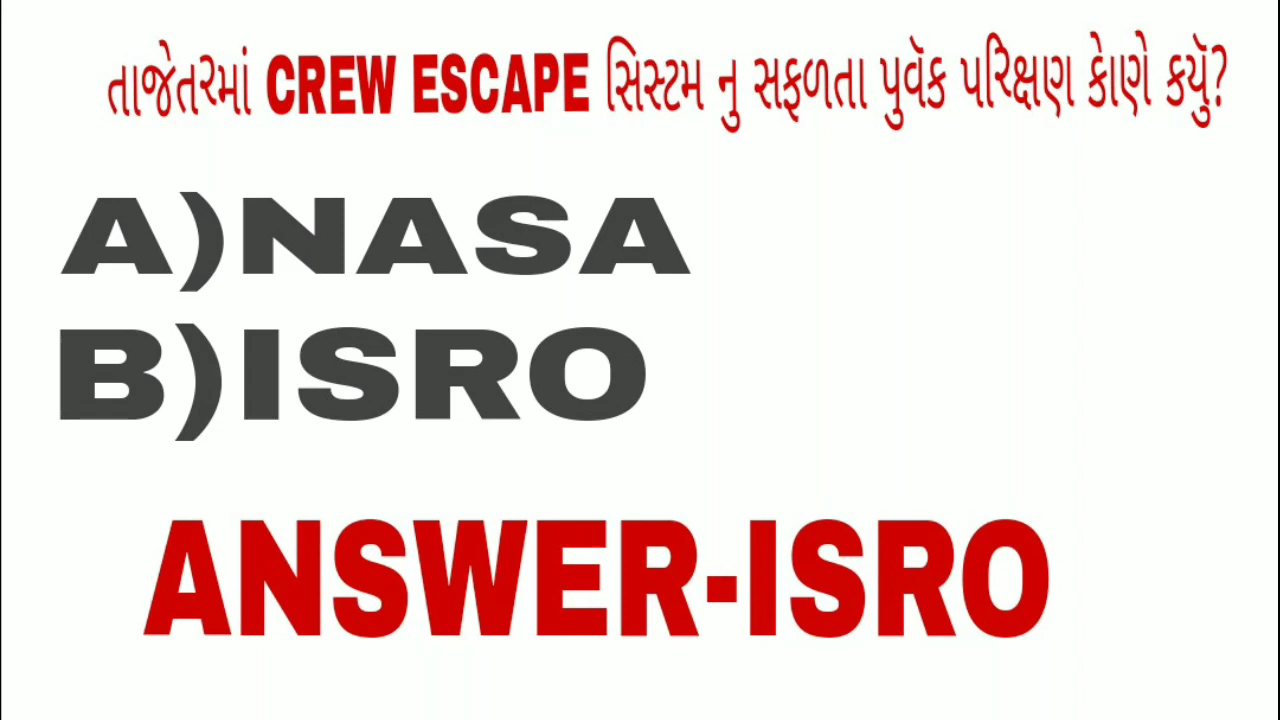 તાજેતરમાં CREW ESCAPE સિસ્ટમ નુ સફળતા પુર્વક પરિક્ષણ કોણે કર્યુ?
A)NASA
B)ISRO
ANSWER-ISRO